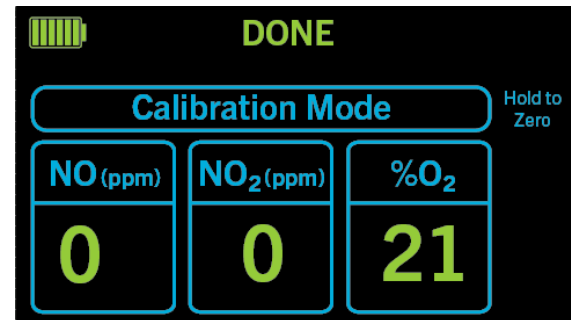 DONE
Calibration Mode
Hold to
Zero
NO (ppm) NO₂ (ppm) %O₂
0 0 21